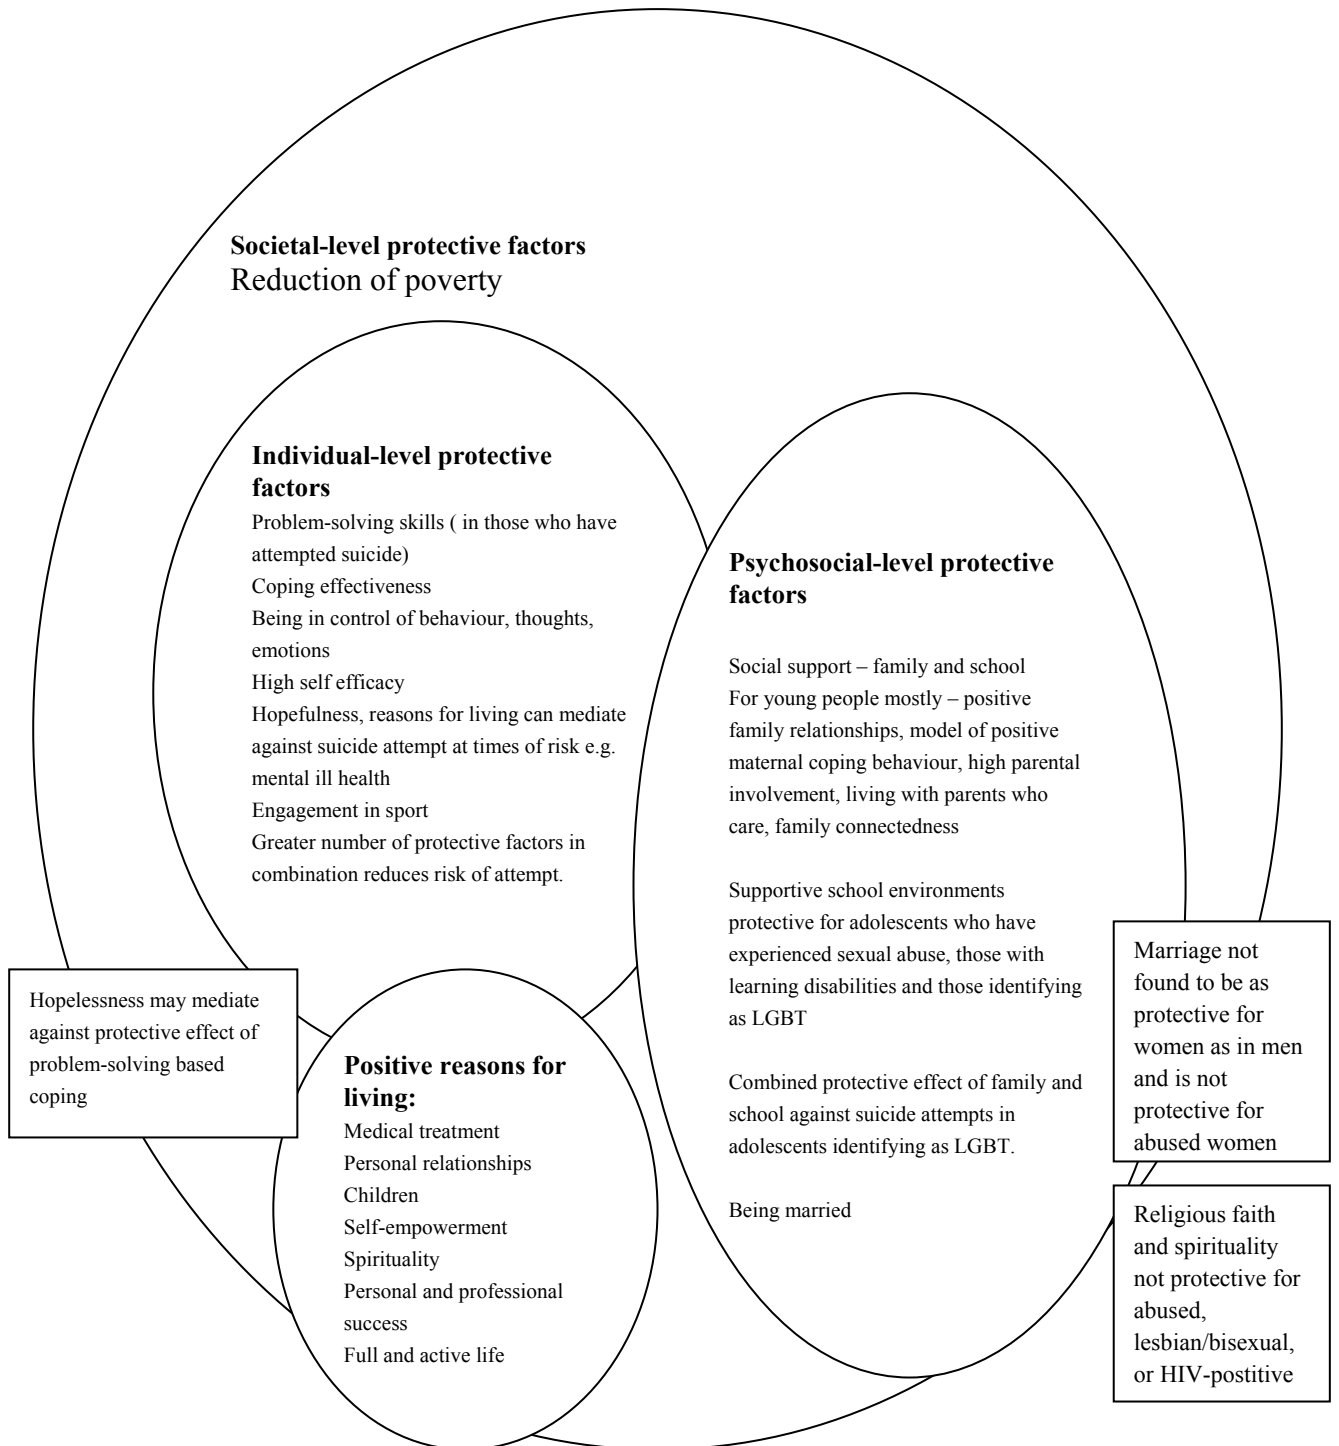 Societal-level protective factors
Reduction of poverty
Individual-level protective
factors
Problem-solving skills ( in those who have
attempted suicide)
Coping effectiveness
Being in control of behaviour, thoughts,
emotions
High self efficacy
Hopefulness, reasons for living can mediate
against suicide attempt at times of risk e.g.
mental ill health
Engagement in sport
Greater number of protective factors in
combination reduces risk of attempt.
Psychosocial-level protective
factors
Social support – family and school
For young people mostly – positive
family relationships, model of positive
maternal coping behaviour, high parental
involvement, living with parents who
care, family connectedness
Supportive school environments
protective for adolescents who have
experienced sexual abuse, those with
learning disabilities and those identifying
as LGBT
Combined protective effect of family and
school against suicide attempts in
adolescents identifying as LGBT.
Being married
Hopelessness may mediate
against protective effect of
problem-solving based
coping
Positive reasons for
living:
Medical treatment
Personal relationships
Children
Self-empowerment
Spirituality
Personal and professional
success
Full and active life
Marriage not
found to be as
protective for
women as in men
and is not
protective for
abused women
Religious faith
and spirituality
not protective for
abused,
lesbian/bisexual,
or HIV-postitive